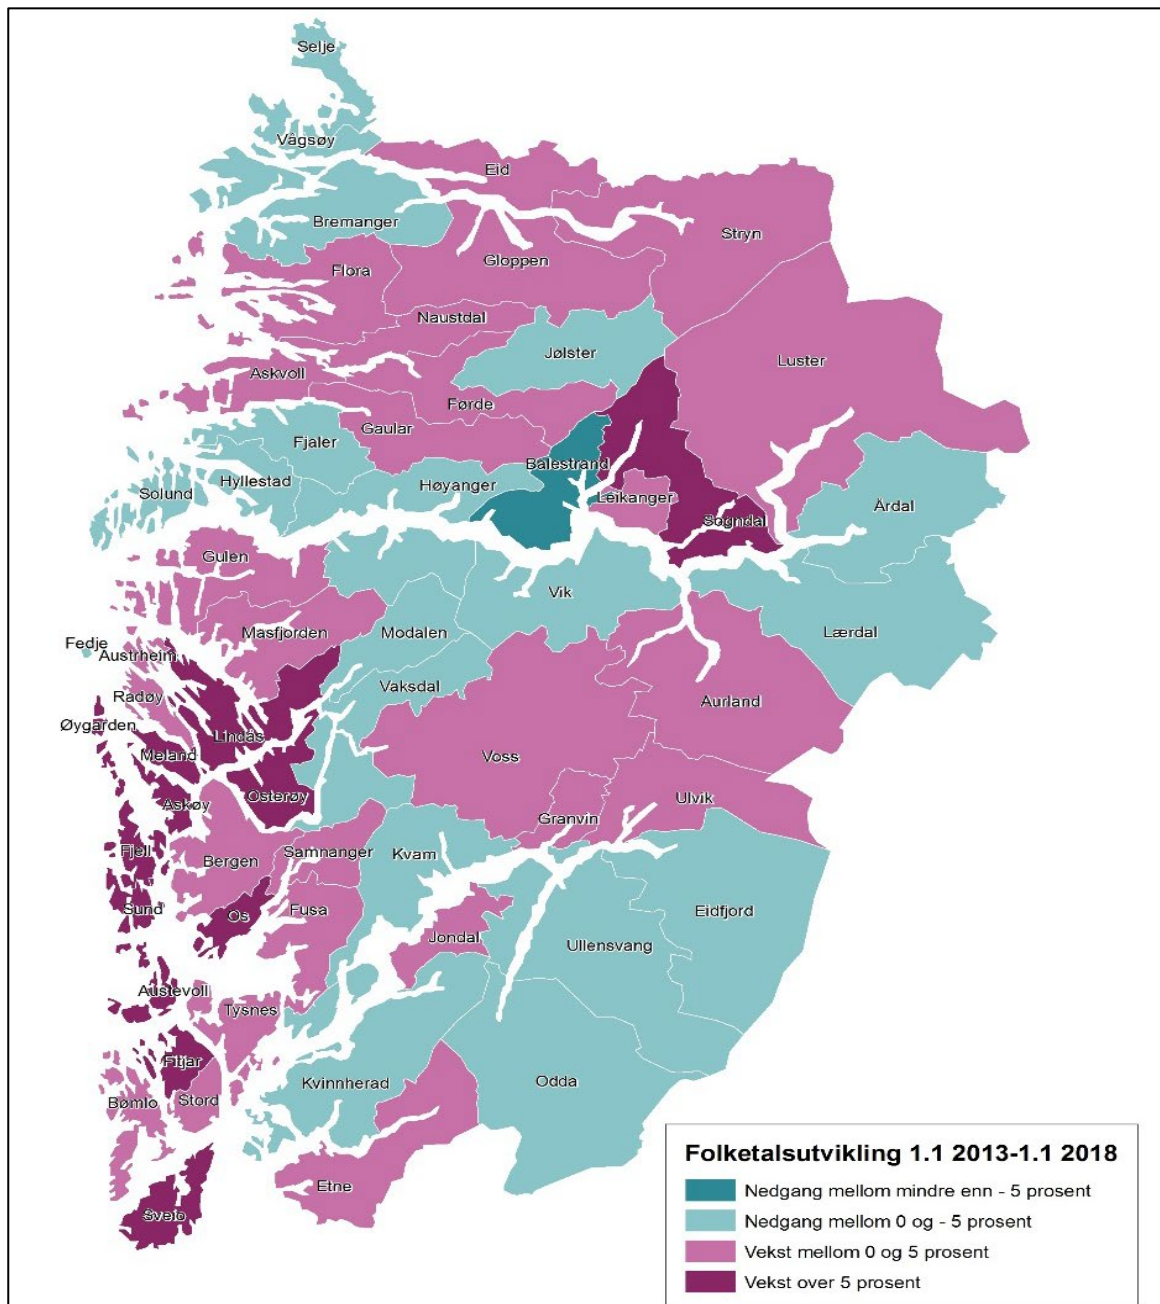 Selje
Vågsøy
Eid
Bremanger
Stryn
Gloppen
Flora
Naustdal
Jølster
Luster
Askvoll
Førde
Gaular
Fjaler
Balestrand
Hyllestad
Høyanger
Solund
Leikanger
Årdal
Sogndal
Gulen
Vik
Masfjorden
Modalen
Lærdal
Fedje
Austrheim
Vaksdal
Radøy
Aurland
Øygarden
Lindås
Meland
Voss
Osterøy
Ulvik
Askøy
Granvin
Fjell
Samnanger
Kvam
Bergen
Sund
Os
Fusa
Eidfjord
Jondal
Ullensvang
Austevoll
Tysnes
Fitjar
Kvinnherad
Odda
Bømlo
Stord
Etne
Sveio
Folketalsutvikling 1.1 2013-1.1 2018
Nedgang mellom mindre enn - 5 prosent
Nedgang mellom 0 og - 5 prosent
Vekst mellom 0 og 5 prosent
Vekst over 5 prosent